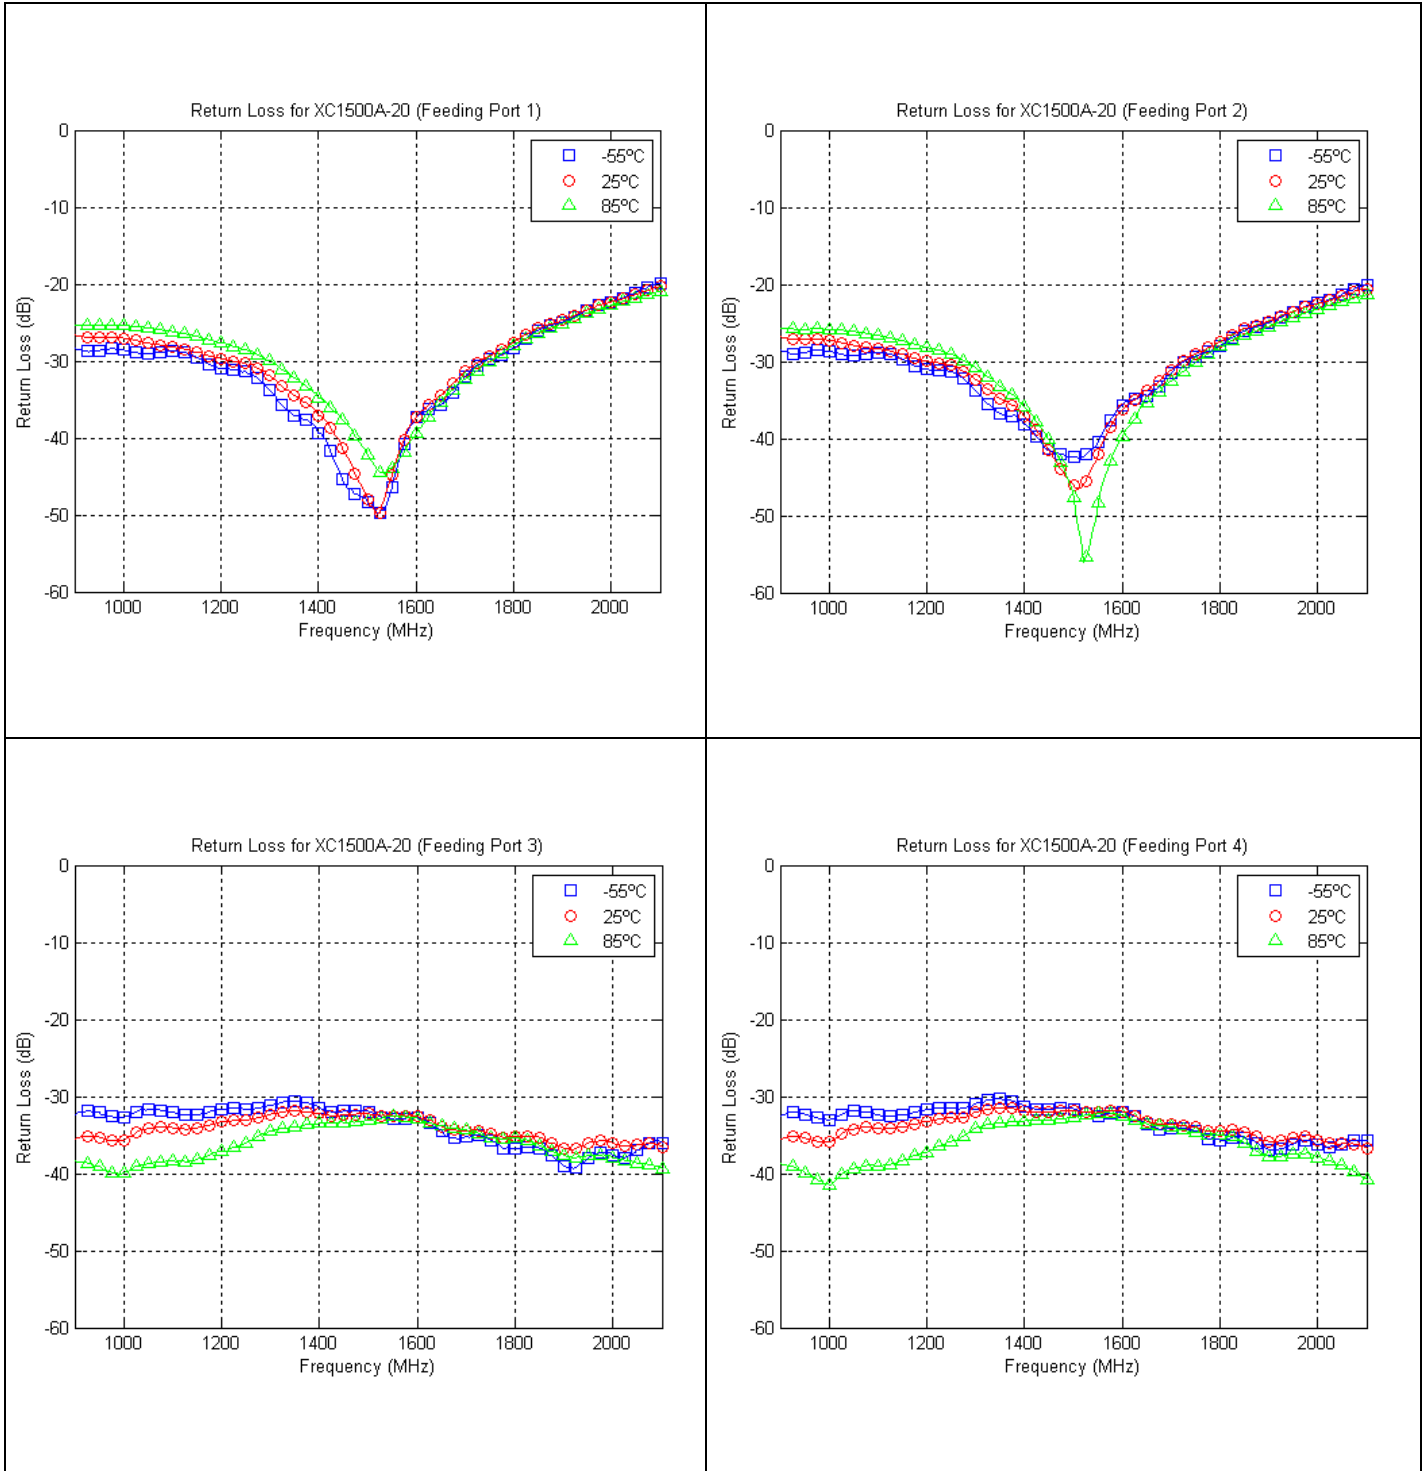 Return Loss for XC1500A-20 (Feeding Port 1)
0
-10
-20
-30
-40
-50
-60
Return Loss (dB)
-55ºC
25ºC
85ºC
1000 1200 1400 1600 1800 2000
Frequency (MHz)
Return Loss for XC1500A-20 (Feeding Port 2)
0
-10
-20
-30
-40
-50
-60
Return Loss (dB)
-55ºC
25ºC
85ºC
1000 1200 1400 1600 1800 2000
Frequency (MHz)
Return Loss for XC1500A-20 (Feeding Port 3)
0
-10
-20
-30
-40
-50
-60
Return Loss (dB)
-55ºC
25ºC
85ºC
1000 1200 1400 1600 1800 2000
Frequency (MHz)
Return Loss for XC1500A-20 (Feeding Port 4)
0
-10
-20
-30
-40
-50
-60
Return Loss (dB)
-55ºC
25ºC
85ºC
1000 1200 1400 1600 1800 2000
Frequency (MHz)